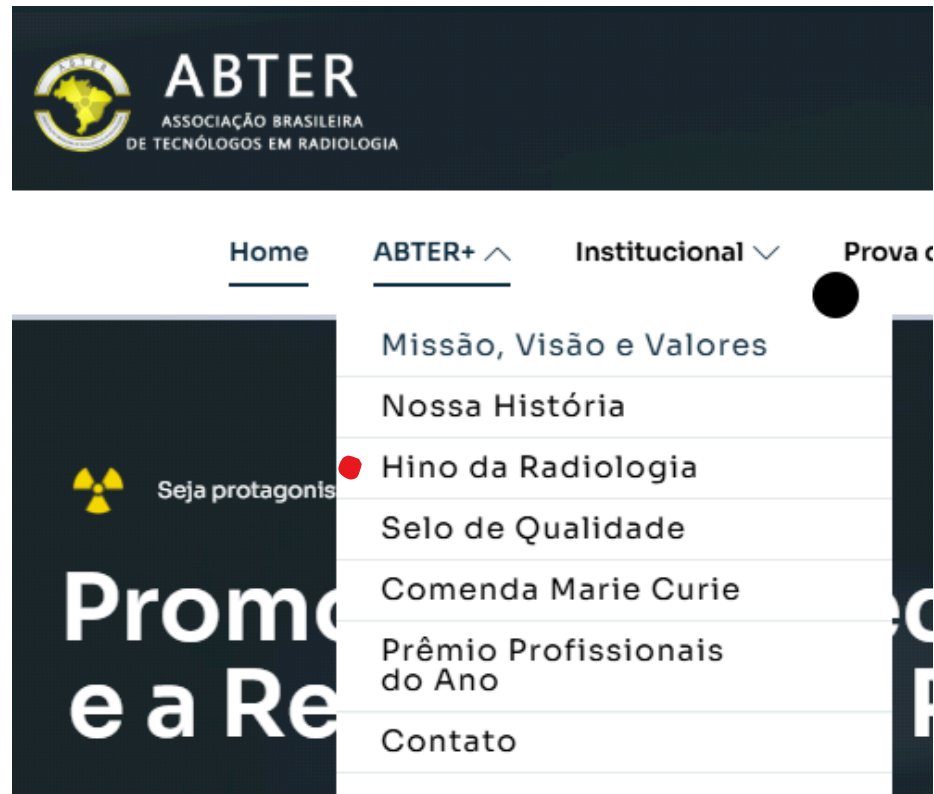 ABTER
ASSOCIAÇÃO BRASILEIRA
DE TECNÓLOGOS EM RADIOLOGIA
Home ABTER+ Institucional Prova
Missão, Visão e Valores
Nossa História
Hino da Radiologia
Seja
Selo de Qualidade
Comenda Marie Curie
Prêmio Profissionais
do Ano
e a
Contato